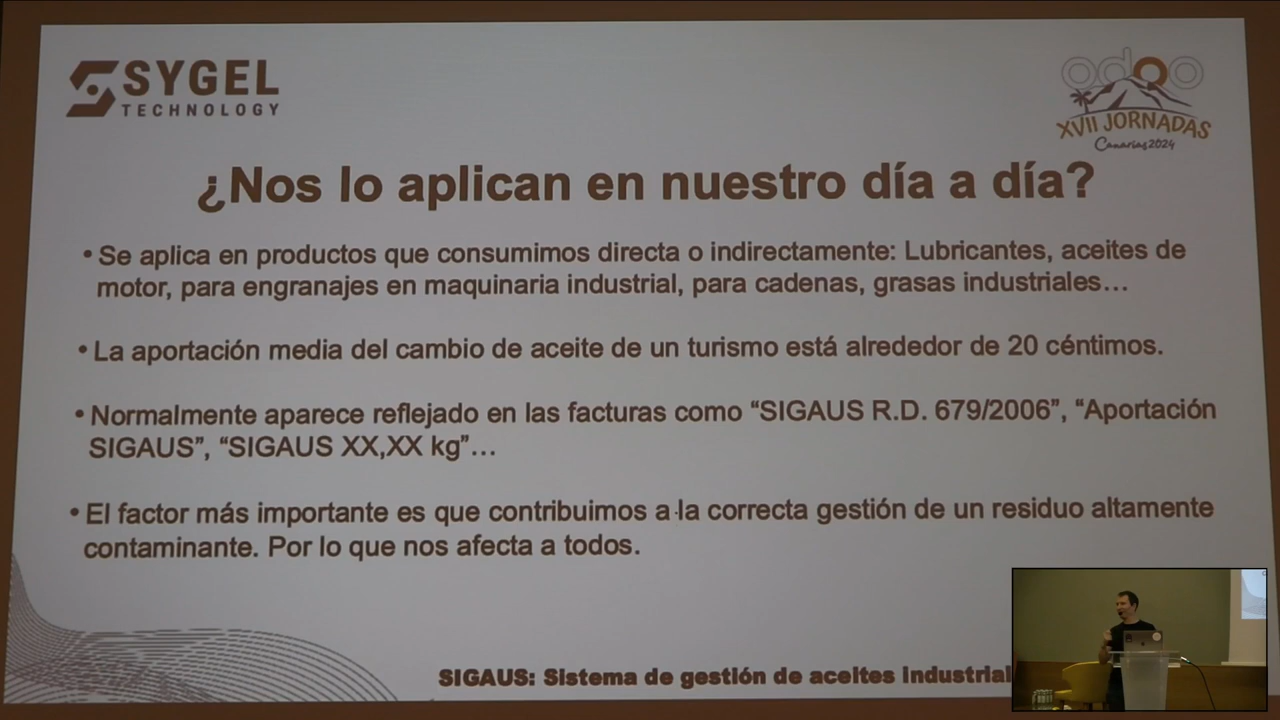 SYGEL
TECHNOLOGY
odoo
XVII JORNADAS
Canarias 2024
¿Nos lo aplican en nuestro día a día?
• Se aplica en productos que consumimos directa o indirectamente: Lubricantes, aceites de
motor, para engranajes en maquinaria industrial, para cadenas, grasas industriales…
• La aportación media del cambio de aceite de un turismo está alrededor de 20 céntimos.
• Normalmente aparece reflejado en las facturas como “SIGAUS R.D. 679/2006”, “Aportación
SIGAUS”, “SIGAUS XX,XX kg”…
• El factor más importante es que contribuimos a la correcta gestión de un residuo altamente
contaminante. Por lo que nos afecta a todos.
SIGAUS: Sistema de gestión de aceites industrial